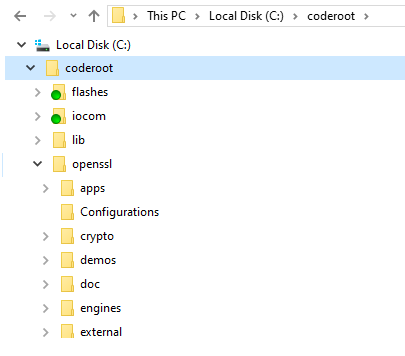 This PC > Local Disk (C:) > coderoot >
Local Disk (C:)
coderoot
flashes
iocom
lib
openssl
apps
Configurations
crypto
demos
doc
engines
external